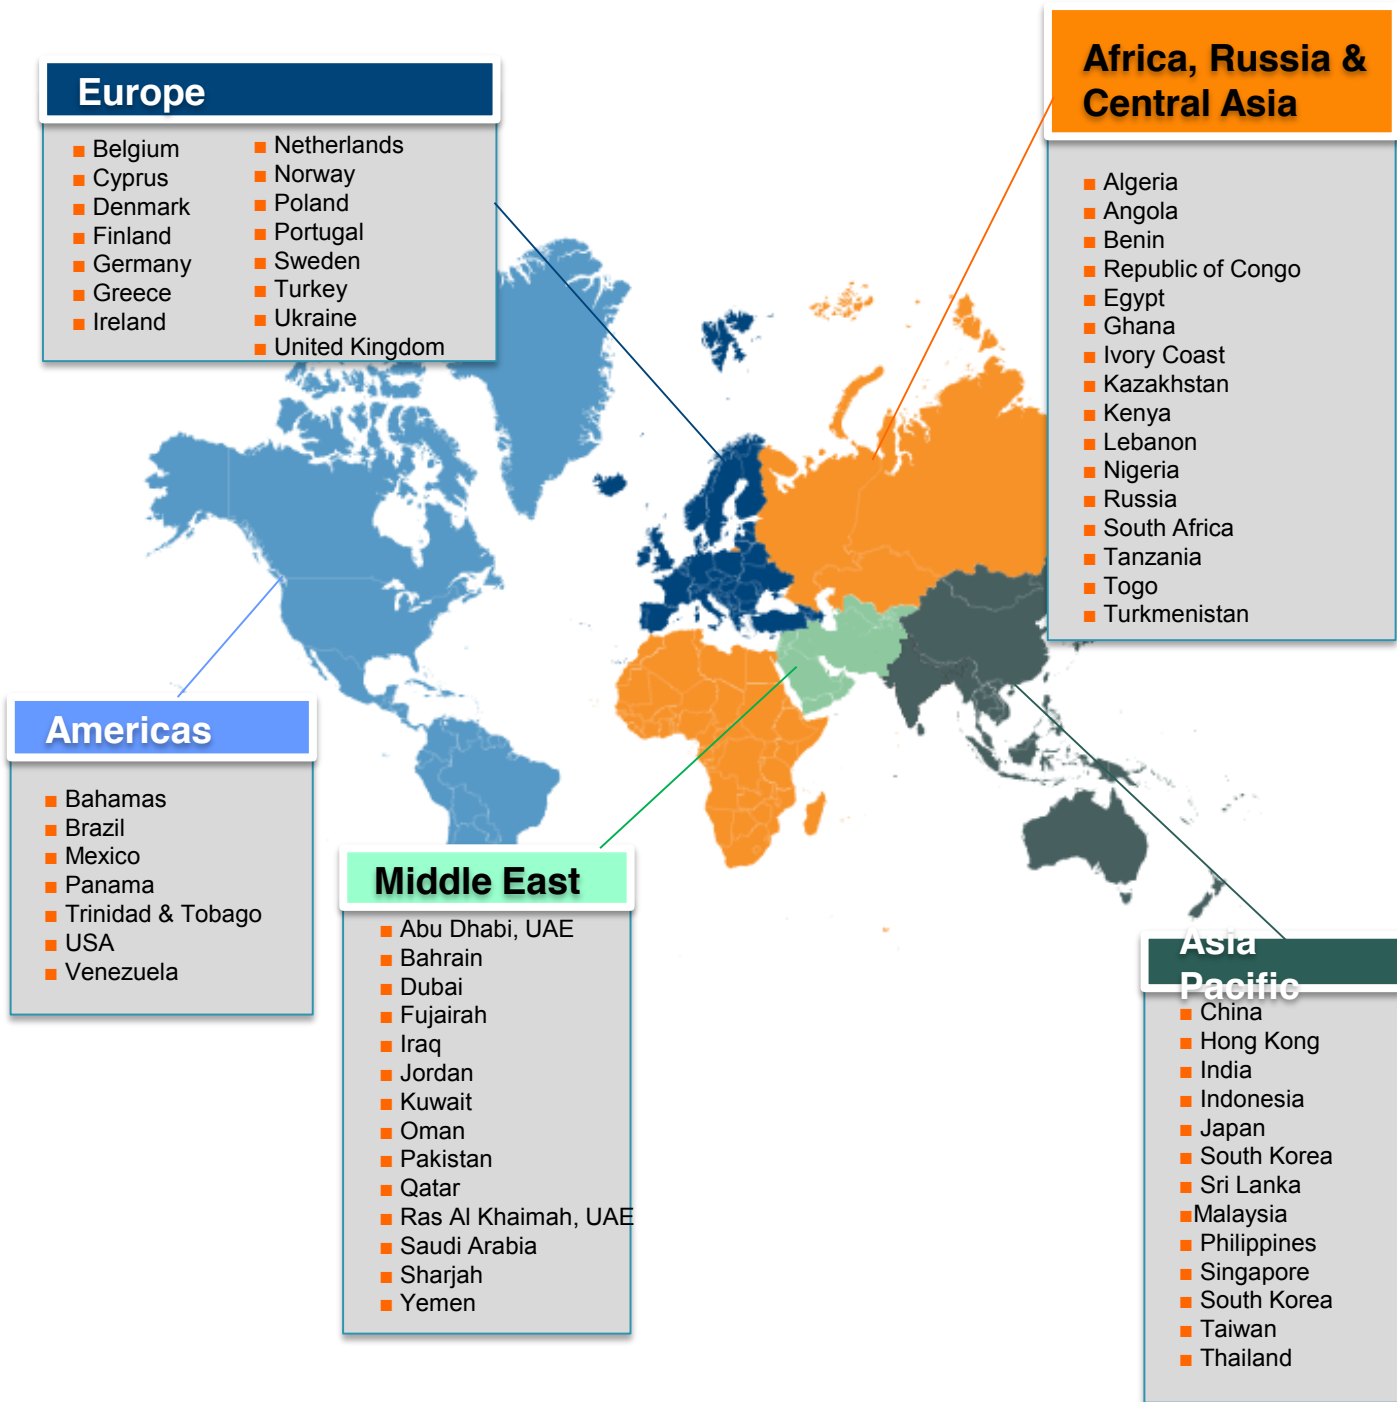 Europe
Belgium
Cyprus
Denmark
Finland
Germany
Greece
Ireland
Netherlands
Norway
Poland
Portugal
Sweden
Turkey
Ukraine
United Kingdom
Africa, Russia &
Central Asia
Algeria
Angola
Benin
Republic of Congo
Egypt
Ghana
Ivory Coast
Kazakhstan
Kenya
Lebanon
Nigeria
Russia
South Africa
Tanzania
Togo
Turkmenistan
Americas
Bahamas
Brazil
Mexico
Panama
Trinidad & Tobago
USA
Venezuela
Middle East
Abu Dhabi, UAE
Bahrain
Dubai
Fujairah
Iraq
Jordan
Kuwait
Oman
Pakistan
Qatar
Ras Al Khaimah, UAE
Saudi Arabia
Sharjah
Yemen
Asia
Pacific
China
Hong Kong
India
Indonesia
Japan
South Korea
Sri Lanka
Malaysia
Philippines
Singapore
South Korea
Taiwan
Thailand